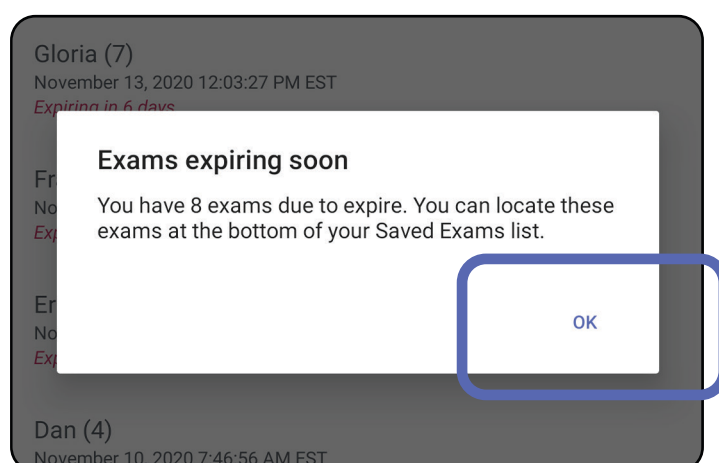 Gloria (7)
November 13, 2020 12:03:27 PM EST
Expiring in 6 days
Exams expiring soon
You have 8 exams due to expire. You can locate these
exams at the bottom of your Saved Exams list.
OK
Dan (4)
November 10, 2020 7:46:56 AM EST